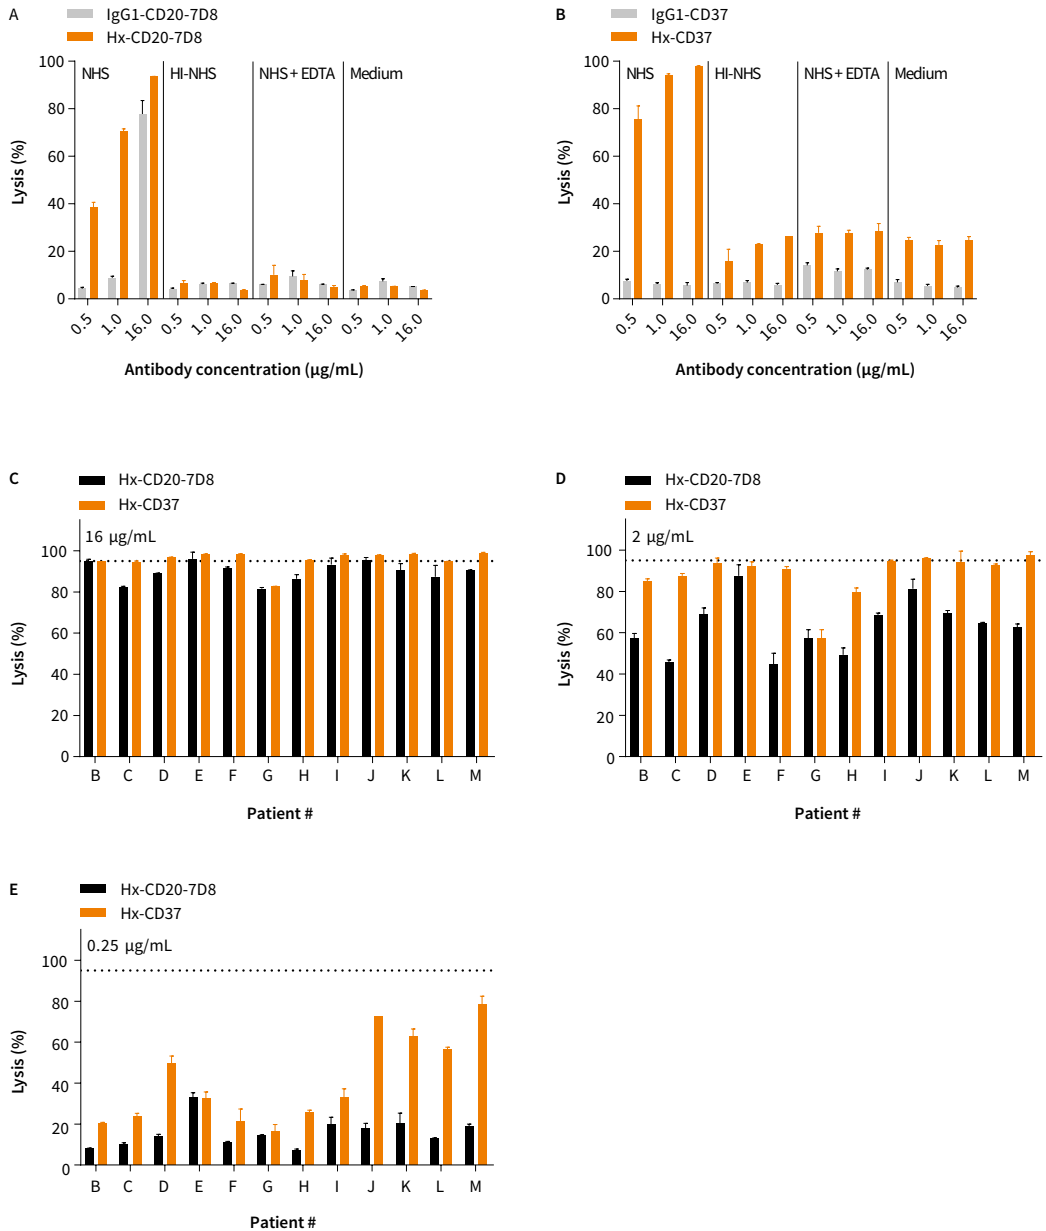 A
IgG1-CD20-7D8
Hx-CD20-7D8
100
80
60
40
20
0
Lysis (%)
NHS
HI-NHS
NHS + EDTA
Medium
0.5
1.0
16.0
0.5
1.0
16.0
0.5
1.0
16.0
0.5
1.0
16.0
Antibody concentration (µg/mL)
B
IgG1-CD37
Hx-CD37
100
80
60
40
20
0
Lysis (%)
NHS
HI-NHS
NHS + EDTA
Medium
0.5
1.0
16.0
0.5
1.0
16.0
0.5
1.0
16.0
0.5
1.0
16.0
Antibody concentration (µg/mL)
C
Hx-CD20-7D8
Hx-CD37
16 µg/mL
100
80
60
40
20
0
Lysis (%)
B C D E F G H I J K L M
Patient #
D
Hx-CD20-7D8
Hx-CD37
2 µg/mL
100
80
60
40
20
0
Lysis (%)
B C D E F G H I J K L M
Patient #
E
Hx-CD20-7D8
Hx-CD37
0.25 µg/mL
100
80
60
40
20
0
Lysis (%)
B C D E F G H I J K L M
Patient #